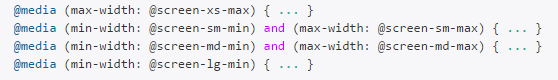 @media (max-width: @screen-xs-max) { ... }
@media (min-width: @screen-sm-min) and (max-width: @screen-sm-max) { ... }
@media (min-width: @screen-md-min) and (max-width: @screen-md-max) { ... }
@media (min-width: @screen-lg-min) { ... }